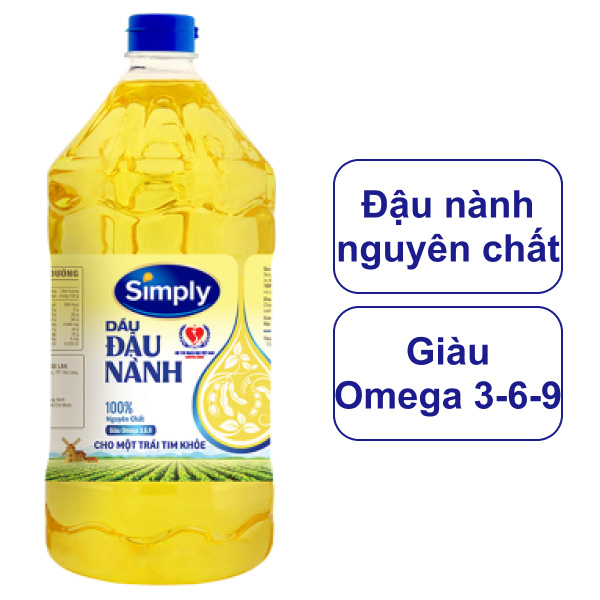 Simply
DẦU
ĐẬU
NÀNH
100%
Nguyên Chất
Giàu Omega 3,6,9
CHO MỘT TRÁI TIM KHỎE
Đậu nành
nguyên chất
Giàu
Omega 3-6-9